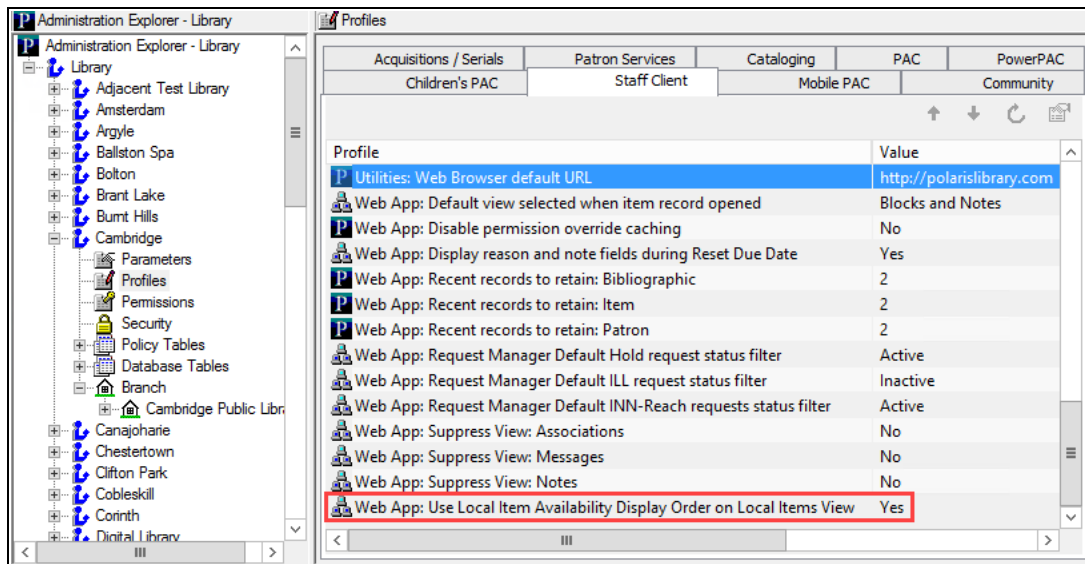 Administration Explorer - Library
Administration Explorer - Library
Library
Adjacent Test Library
Amsterdam
Argyle
Ballston Spa
Bolton
Brant Lake
Burnt Hills
Cambridge
Parameters
Profiles
Permissions
Security
Policy Tables
Database Tables
Branch
Cambridge Public Libr
Canajoharie
Chestertown
Clifton Park
Cobleskill
Corinth
Digital Library
Profiles
Acquisitions / Serials Patron Services Cataloging PAC PowerPAC
Children's PAC Staff Client Mobile PAC Community
Profile Value
Utilities: Web Browser default URL http://polarislibrary.com
Web App: Default view selected when item record opened Blocks and Notes
Web App: Disable permission override caching No
Web App: Display reason and note fields during Reset Due Date Yes
Web App: Recent records to retain: Bibliographic 2
Web App: Recent records to retain: Item 2
Web App: Recent records to retain: Patron 2
Web App: Request Manager Default Hold request status filter Active
Web App: Request Manager Default ILL request status filter Inactive
Web App: Request Manager Default INN-Reach requests status filter Active
Web App: Suppress View: Associations No
Web App: Suppress View: Messages No
Web App: Suppress View: Notes No
Web App: Use Local Item Availability Display Order on Local Items View Yes